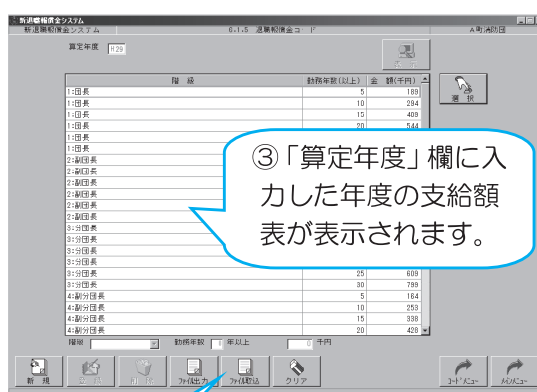 新退職報償金システム
新退職報償金システム 6.1.5 退職報償金コード A町消防団
算定年度 H29
表示
階 級 勤務年数(以上) 金 額(千円)
選 択
1:団長 5 189
1:団長 10 294
1:団長 15 409
1:団長 20 544
1:団長
1:団長
2:副団長
2:副団長
2:副団長
2:副団長
2:副団長
2:副団長
3:分団長
3:分団長
3:分団長
3:分団長
3:分団長 25 609
3:分団長 30 799
4:副分団長 5 164
4:副分団長 10 253
4:副分団長 15 338
4:副分団長 20 428
③「算定年度」欄に入
力した年度の支給額
表が表示されます。
階級 勤務年数 1 年以上 0 千円
新 規 登 録 削 除 ファイル出力 ファイル取込 クリア コードメニュー メインメニュー